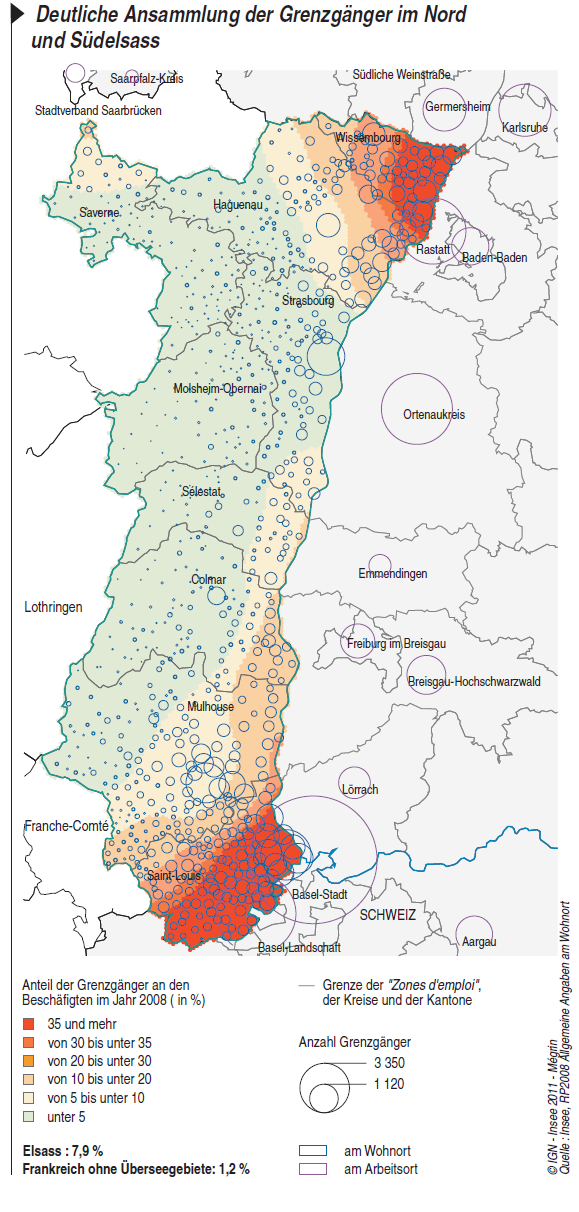 Deutliche Ansammlung der Grenzgänger im Nord
und Südelsass
Südliche Weinstraße
Saarpfalz-Kreis
Stadtverband Saarbrücken
Germersheim
Karlsruhe
Wissembourg
Haguenau
Saverne
Rastatt
Baden-Baden
Strasbourg
Molsheim-Obernai
Ortenaukreis
Sélestat
Emmendingen
Colmar
Lothringen
Freiburg im Breisgau
Breisgau-Hochschwarzwald
Mulhouse
Lörrach
Franche-Comté
Saint-Louis
Basel-Stadt
SCHWEIZ
Basel-Landschaft
Aargau
Anteil der Grenzgänger an den
Beschäftigten im Jahr 2008 ( in %)
35 und mehr
von 30 bis unter 35
von 20 bis unter 30
von 10 bis unter 20
von 5 bis unter 10
unter 5
Elsass : 7,9 %
Frankreich ohne Überseegebiete: 1,2 %
Grenze der "Zones d'emploi",
der Kreise und der Kantone
Anzahl Grenzgänger
3 350
1 120
am Wohnort
am Arbeitsort
© IGN - Insee 2011 - Mégrin
Quelle : Insee, RP2008 Allgemeine Angaben am Wohnort